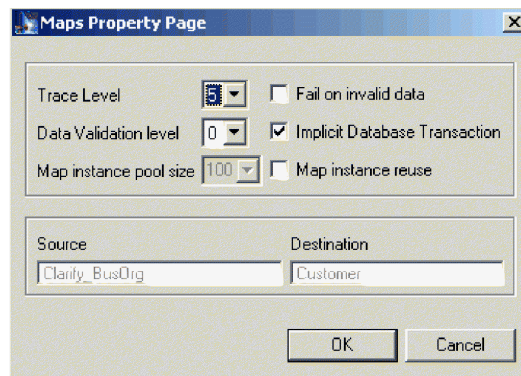 Maps Property Page
Trace Level 5 Fail on invalid data
Data Validation level 0 Implicit Database Transaction
Map instance pool size 100 Map instance reuse
Source Destination
Clarify_BusOrg Customer
OK Cancel